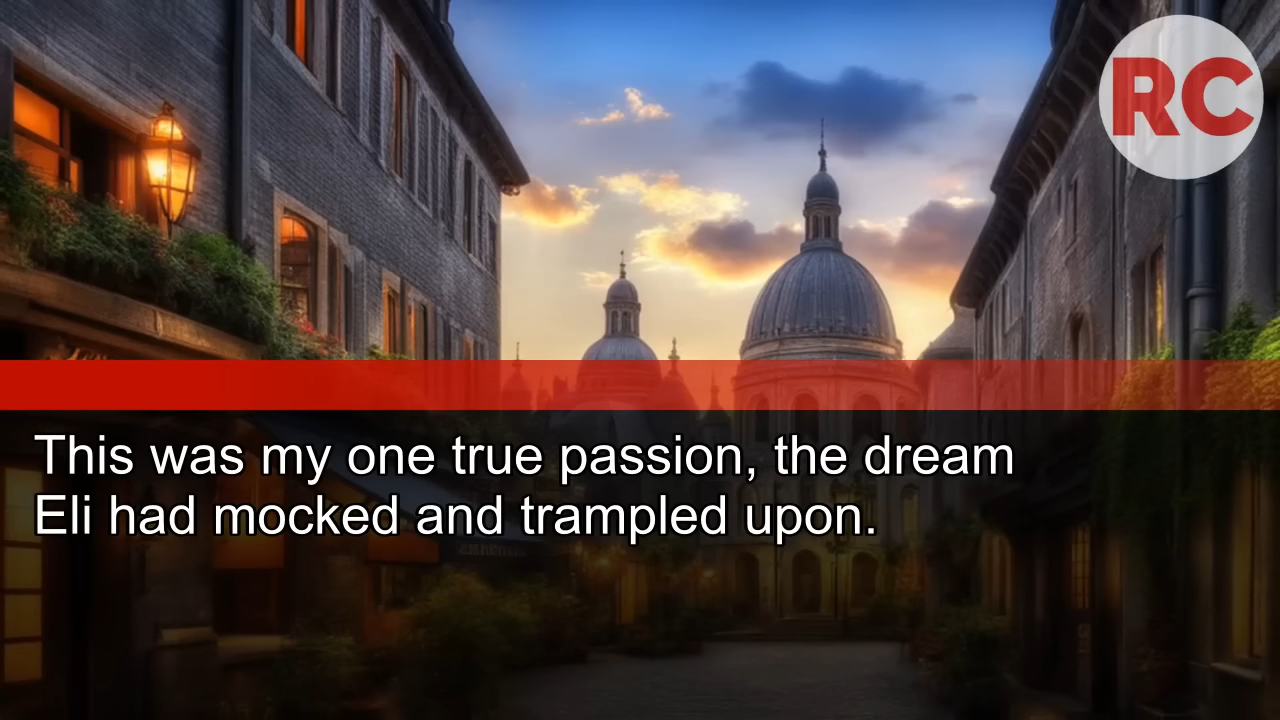 RC
This was my one true passion, the dream
Eli had mocked and trampled upon.